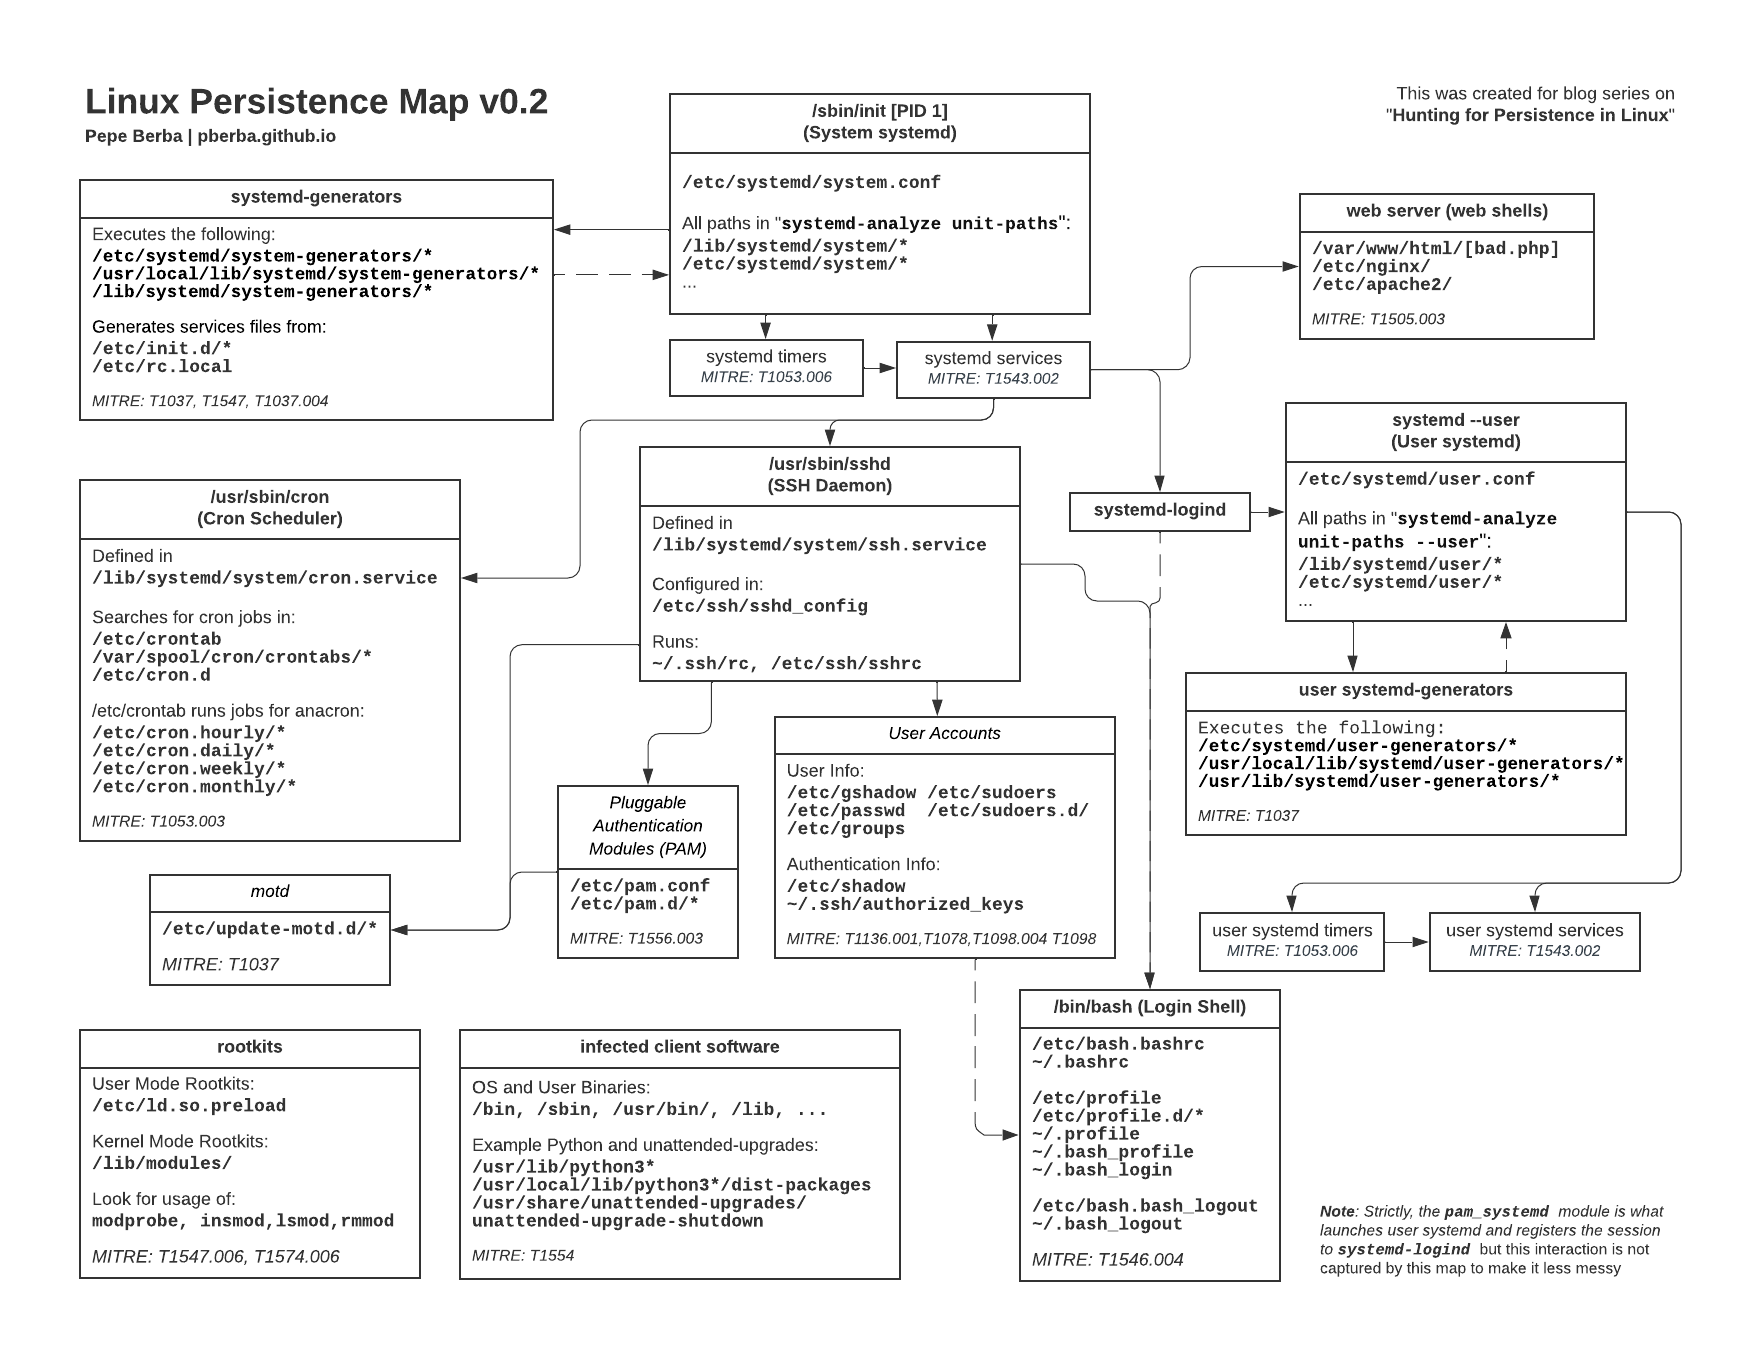 Linux Persistence Map v0.2
Pepe Berba | pberba.github.io
This was created for blog series on
"Hunting for Persistence in Linux"
/sbin/init [PID 1]
(System systemd)
/etc/systemd/system.conf
All paths in "systemd-analyze unit-paths":
/lib/systemd/system/*
/etc/systemd/system/*
...
systemd-generators
Executes the following:
/etc/systemd/system-generators/*
/usr/local/lib/systemd/system-generators/*
/lib/systemd/system-generators/*
Generates services files from:
/etc/init.d/*
/etc/rc.local
MITRE: T1037, T1547, T1037.004
web server (web shells)
/var/www/html/[bad.php]
/etc/nginx/
/etc/apache2/
MITRE: T1505.003
systemd timers
MITRE: T1053.006
systemd services
MITRE: T1543.002
/usr/sbin/cron
(Cron Scheduler)
Defined in
/lib/systemd/system/cron.service
Searches for cron jobs in:
/etc/crontab
/var/spool/cron/crontabs/*
/etc/cron.d
/etc/crontab runs jobs for anacron:
/etc/cron.hourly/*
/etc/cron.daily/*
/etc/cron.weekly/*
/etc/cron.monthly/*
MITRE: T1053.003
/usr/sbin/sshd
(SSH Daemon)
Defined in
/lib/systemd/system/ssh.service
Configured in:
/etc/ssh/sshd_config
Runs:
~/.ssh/rc, /etc/ssh/sshrc
systemd-logind
systemd --user
(User systemd)
/etc/systemd/user.conf
All paths in "systemd-analyze
unit-paths --user":
/lib/systemd/user/*
/etc/systemd/user/*
...
user systemd-generators
Executes the following:
/etc/systemd/user-generators/*
/usr/local/lib/systemd/user-generators/*
/usr/lib/systemd/user-generators/*
MITRE: T1037
Pluggable
Authentication
Modules (PAM)
/etc/pam.conf
/etc/pam.d/*
MITRE: T1556.003
User Accounts
User Info:
/etc/gshadow /etc/sudoers
/etc/passwd /etc/sudoers.d/
/etc/groups
Authentication Info:
/etc/shadow
~/.ssh/authorized_keys
MITRE: T1136.001,T1078,T1098.004 T1098
motd
/etc/update-motd.d/*
MITRE: T1037
user systemd timers
MITRE: T1053.006
user systemd services
MITRE: T1543.002
rootkits
User Mode Rootkits:
/etc/ld.so.preload
Kernel Mode Rootkits:
/lib/modules/
Look for usage of:
modprobe, insmod,lsmod,rmmod
MITRE: T1547.006, T1574.006
infected client software
OS and User Binaries:
/bin, /sbin, /usr/bin/, /lib, ...
Example Python and unattended-upgrades:
/usr/lib/python3*
/usr/local/lib/python3*/dist-packages
/usr/share/unattended-upgrades/
unattended-upgrade-shutdown
MITRE: T1554
/bin/bash (Login Shell)
/etc/bash.bashrc
~/.bashrc
/etc/profile
/etc/profile.d/*
~/.profile
~/.bash_profile
~/.bash_login
/etc/bash.bash_logout
~/.bash_logout
MITRE: T1546.004
Note: Strictly, the pam_systemd module is what
launches user systemd and registers the session
to systemd-logind but this interaction is not
captured by this map to make it less messy